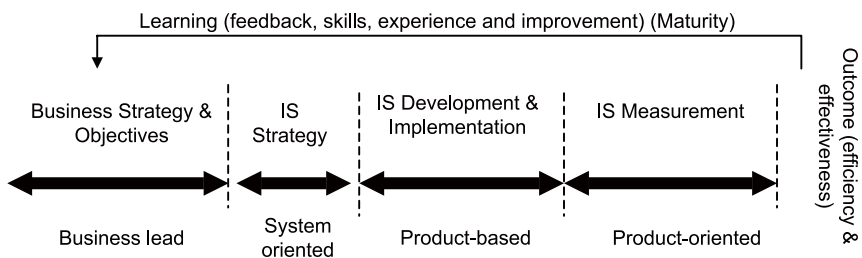 Learning (feedback, skills, experience and improvement) (Maturity)
Business Strategy &
Objectives
IS
Strategy
IS Development &
Implementation
IS Measurement
Outcome (efficiency &
effectiveness)
Business lead
System
oriented
Product-based
Product-oriented